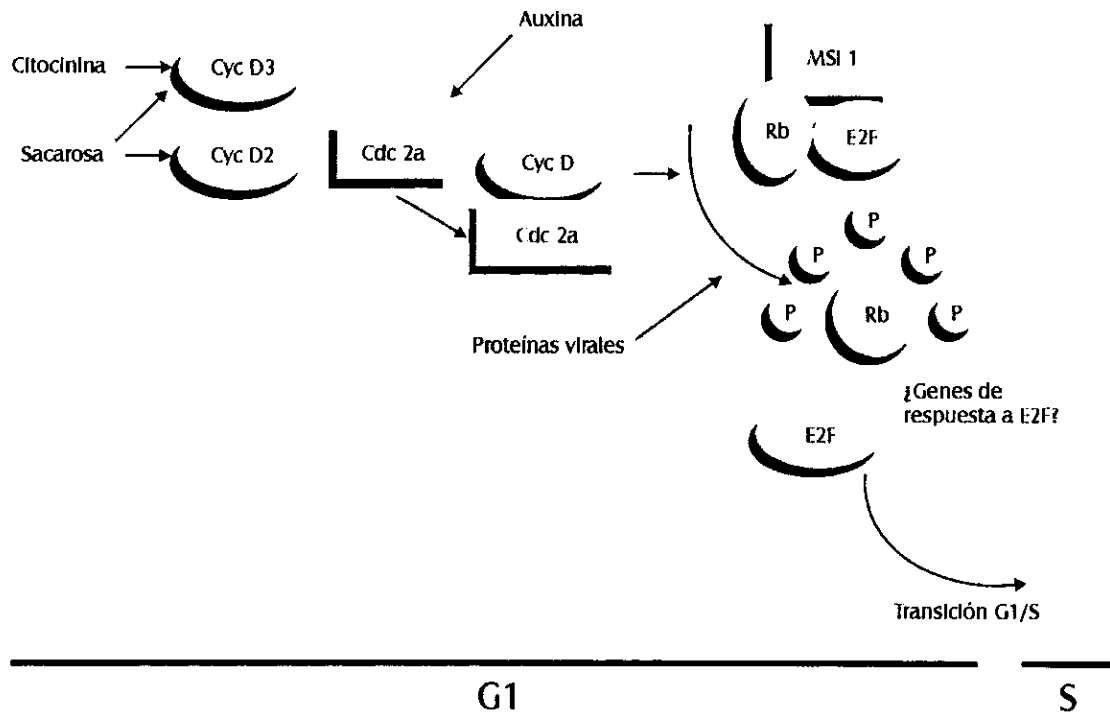 Auxina
Citocinina
Cyc D3
MSI 1
Sacarosa
Cyc D2
Cdc 2a
Cyc D
Rb
E2F
Cdc 2a
P
P
P
P
Rb
P
Proteínas virales
¿Genes de
respuesta a E2F?
E2F
Transición G1/S
G1
S